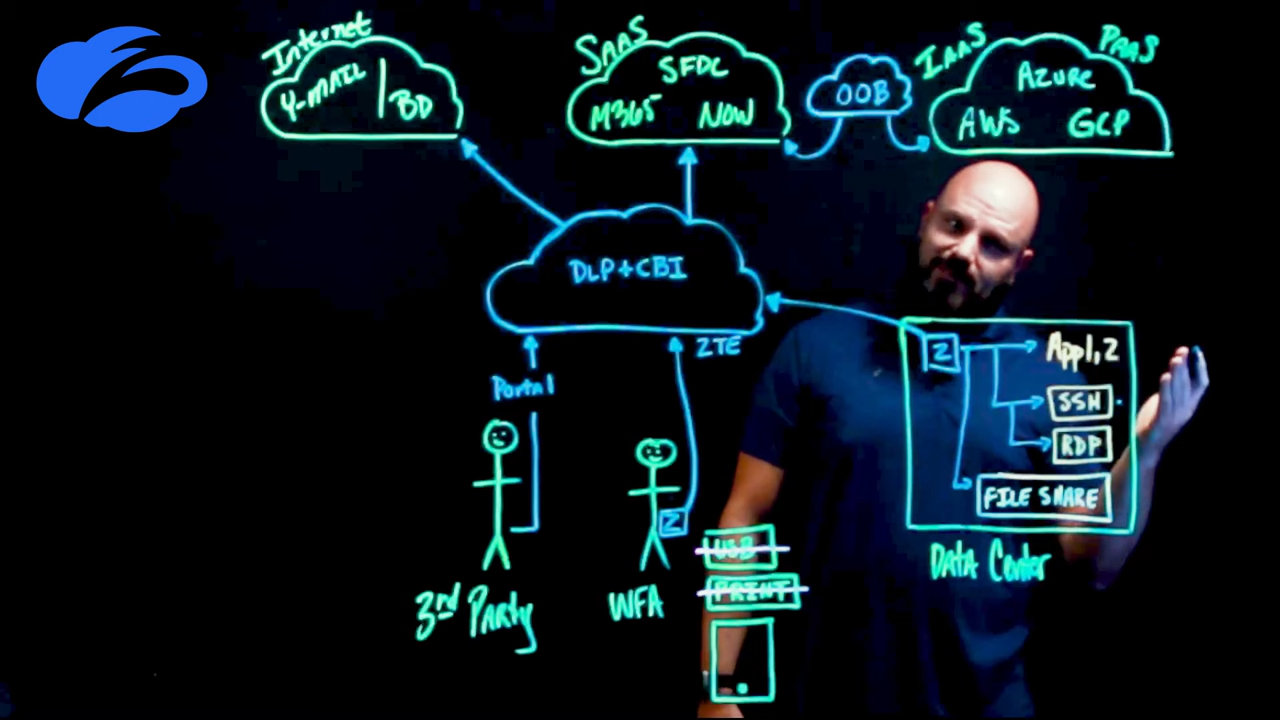 Internet
Y-MAIL / BD
SAAS
SFDC
M365 NOW
OOB
IAAS PAAS
AZURE
AWS GCP
DLP+CBI
ZTE
Portal
3rd Party
WFA
Z
USB
PRINT
Z
App1,2
SSH
RDP
FILE SHARE
DATA Center